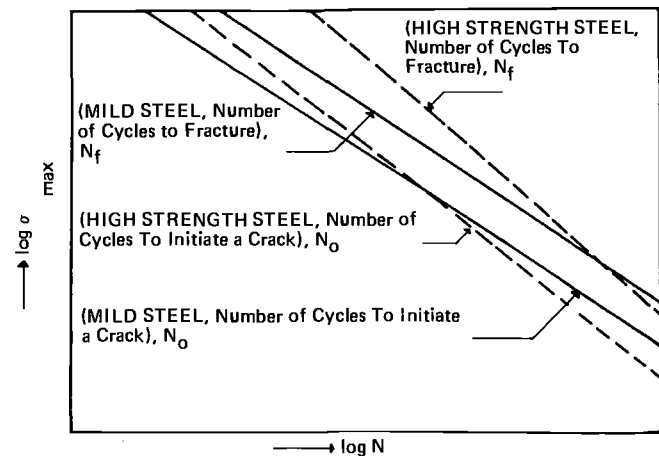 (HIGH STRENGTH STEEL,
Number of Cycles To
Fracture), N_f
(MILD STEEL, Number
of Cycles to Fracture),
N_f
(HIGH STRENGTH STEEL, Number of
Cycles To Initiate a Crack), N_o
(MILD STEEL, Number of Cycles To Initiate
a Crack), N_o
log σ max
log N